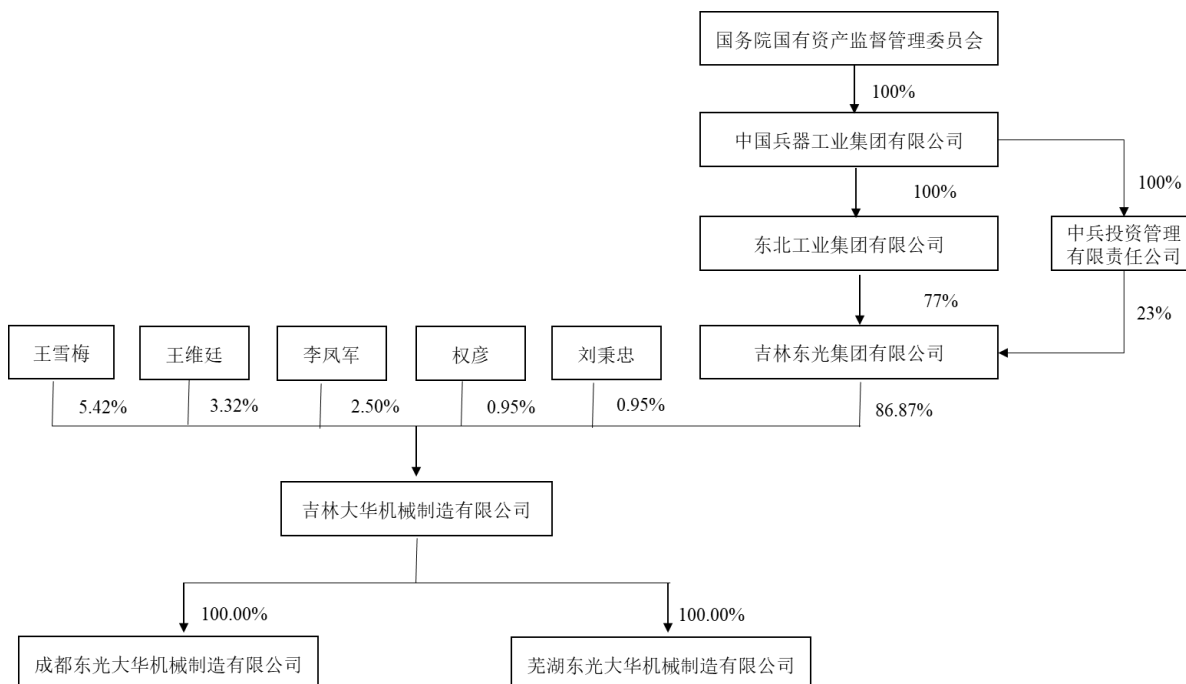 国务院国有资产监督管理委员会
100%
中国兵器工业集团有限公司
100%
100%
东北工业集团有限公司
中兵投资管理
有限责任公司
77%
23%
王雪梅
王维廷
李凤军
权彦
刘秉忠
吉林东光集团有限公司
5.42%
3.32%
2.50%
0.95%
0.95%
86.87%
吉林大华机械制造有限公司
100.00%
100.00%
成都东光大华机械制造有限公司
芜湖东光大华机械制造有限公司